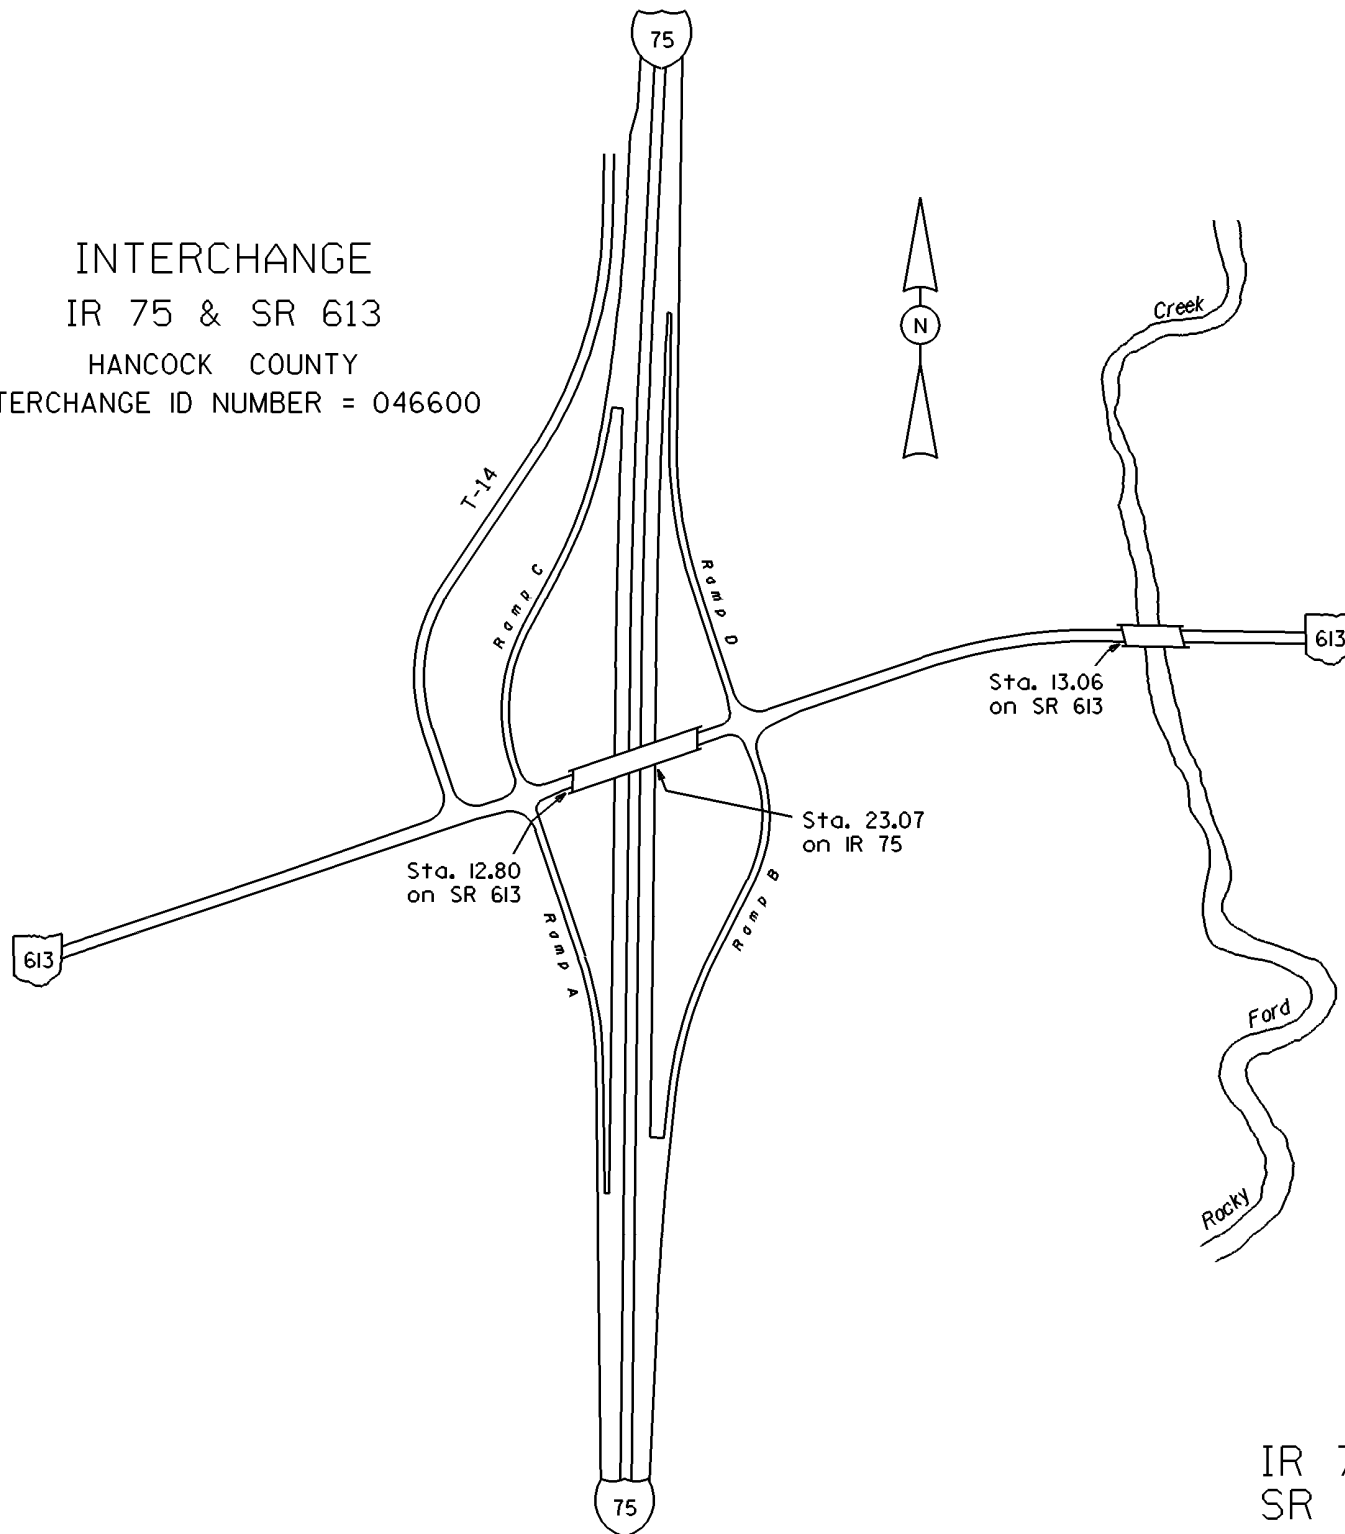 75
INTERCHANGE
IR 75 & SR 613
HANCOCK COUNTY
TERCHANGE ID NUMBER = 046600
N
Creek
T-14
Ramp C
Ramp D
613
Sta. 13.06
on SR 613
Sta. 23.07
on IR 75
Sta. 12.80
on SR 613
Ramp B
Ramp A
613
Ford
Rocky
IR 7
SR
75